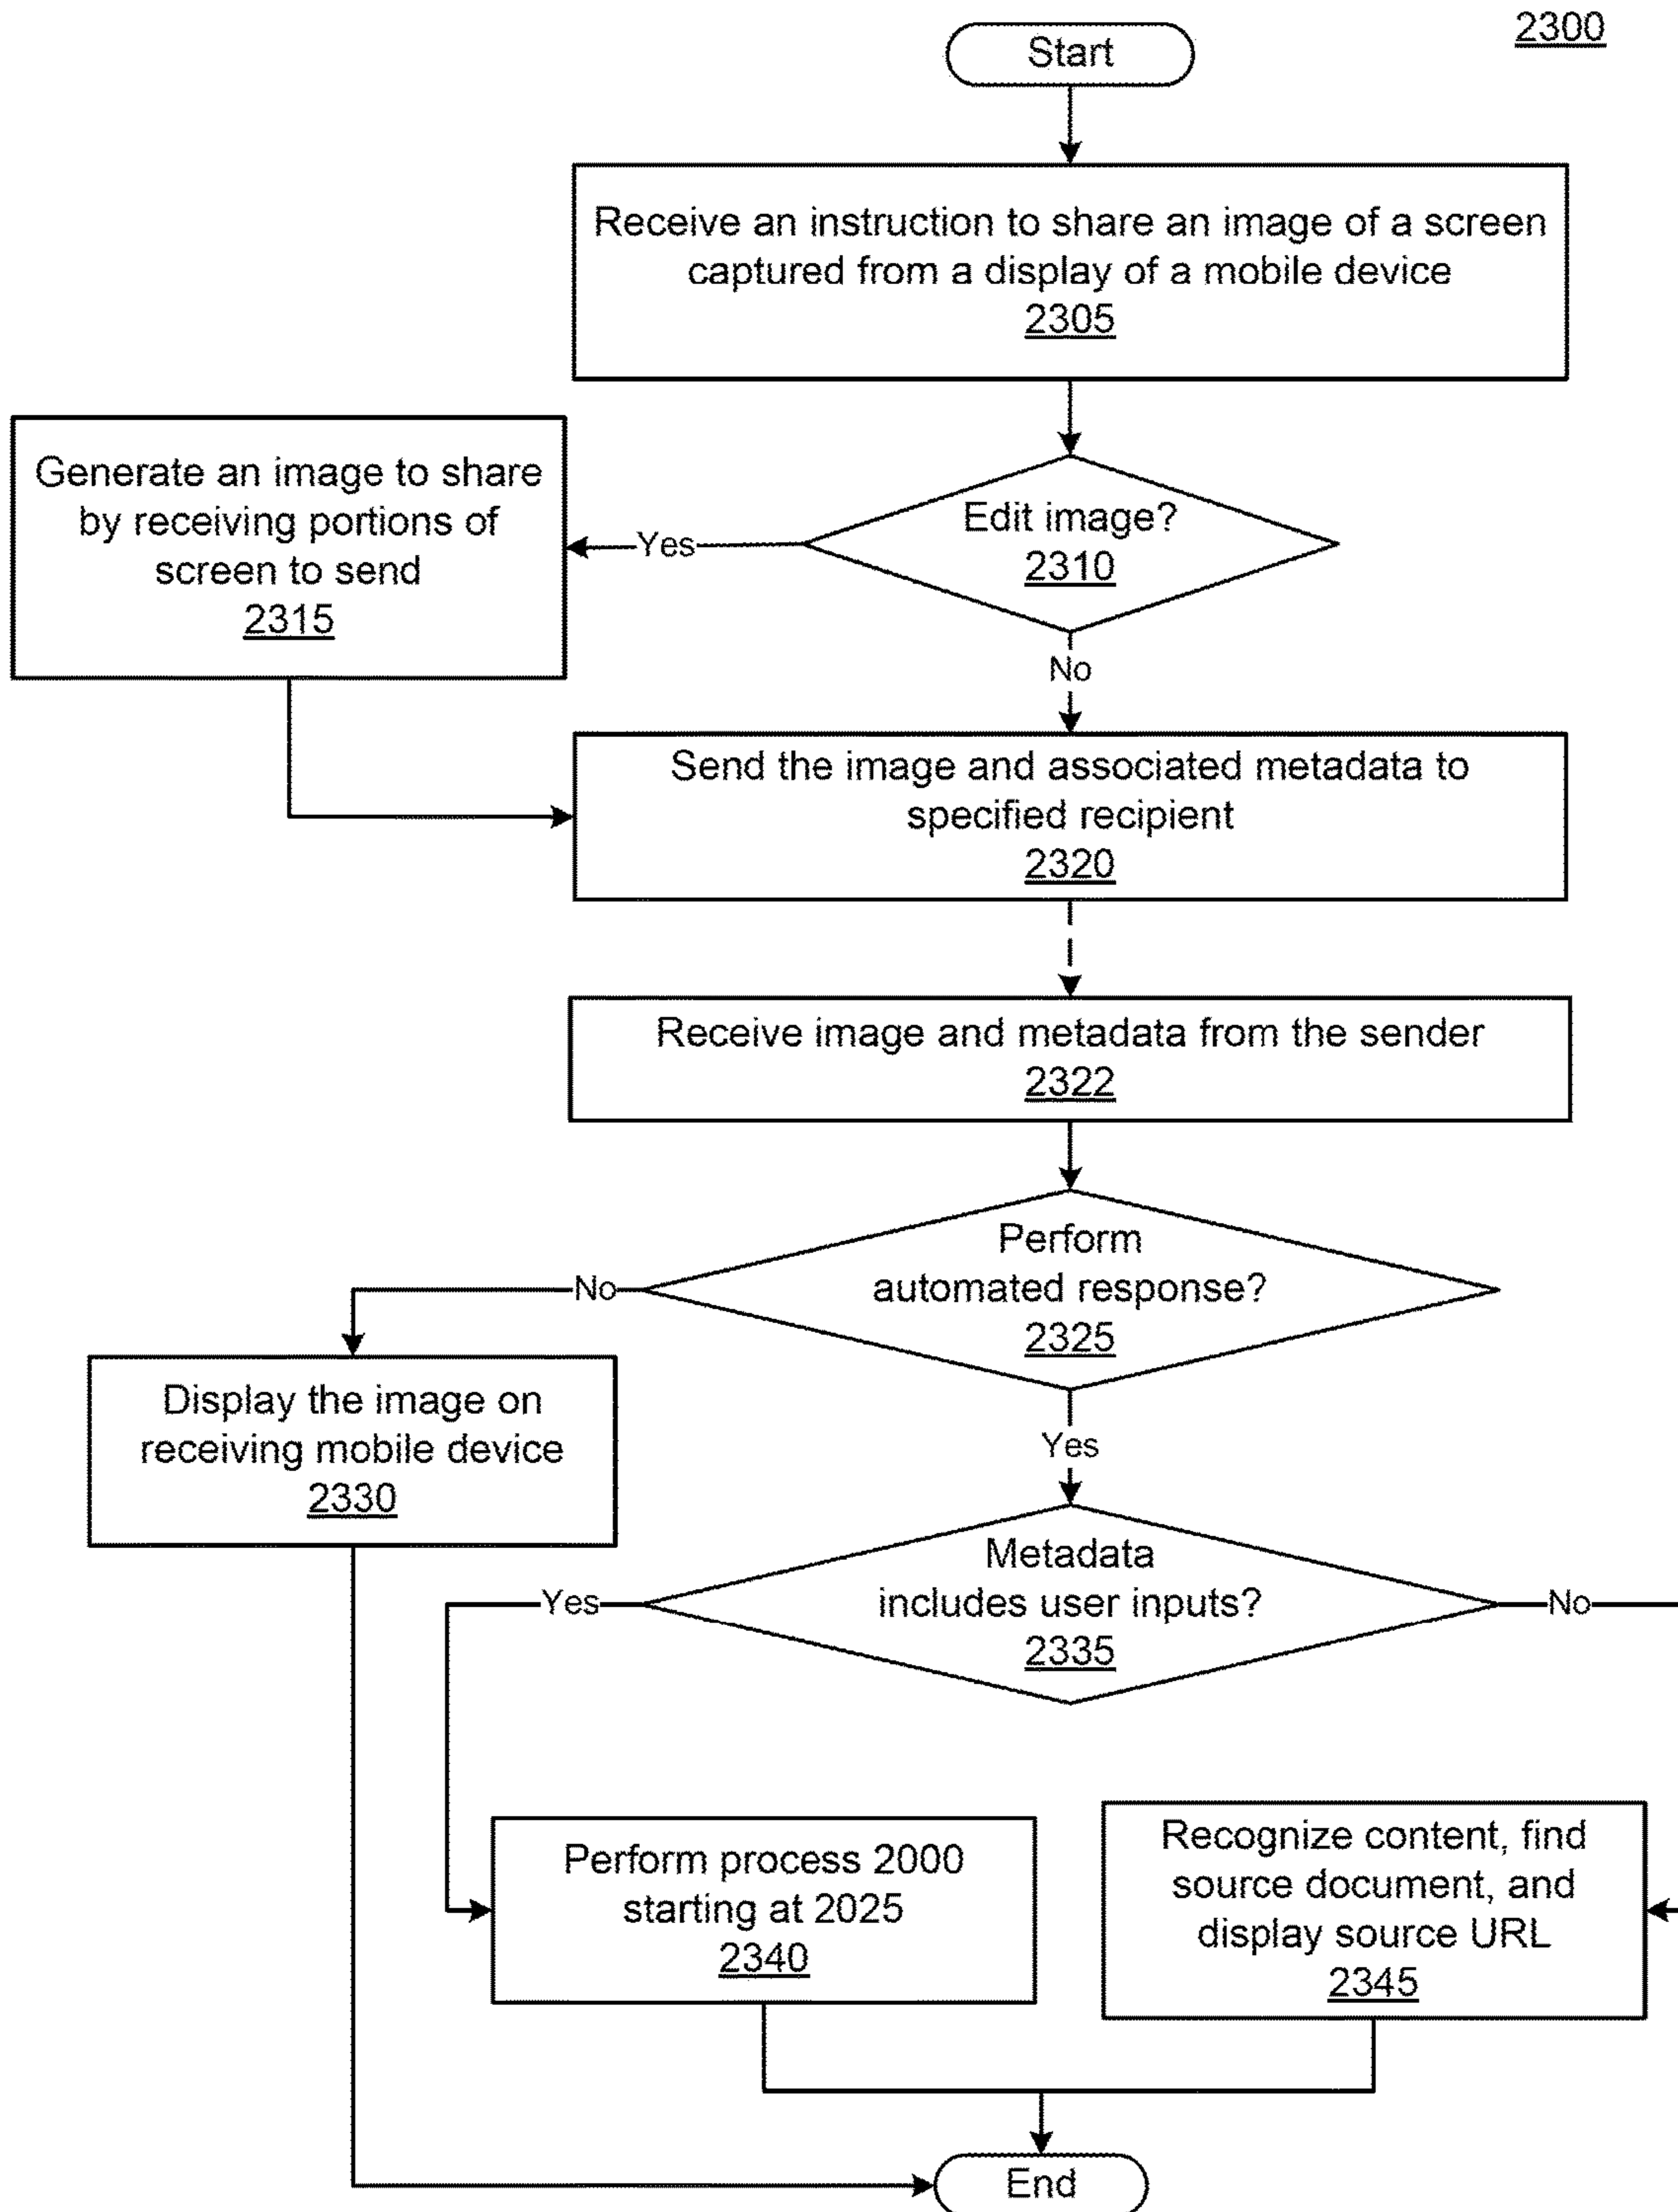 2300
Start
Receive an instruction to share an image of a screen
captured from a display of a mobile device
2305
Edit image?
2310
Yes
Generate an image to share
by receiving portions of
screen to send
2315
No
Send the image and associated metadata to
specified recipient
2320
Receive image and metadata from the sender
2322
Perform
automated response?
2325
No
Display the image on
receiving mobile device
2330
Yes
Metadata
includes user inputs?
2335
Yes
No
Perform process 2000
starting at 2025
2340
Recognize content, find
source document, and
display source URL
2345
End